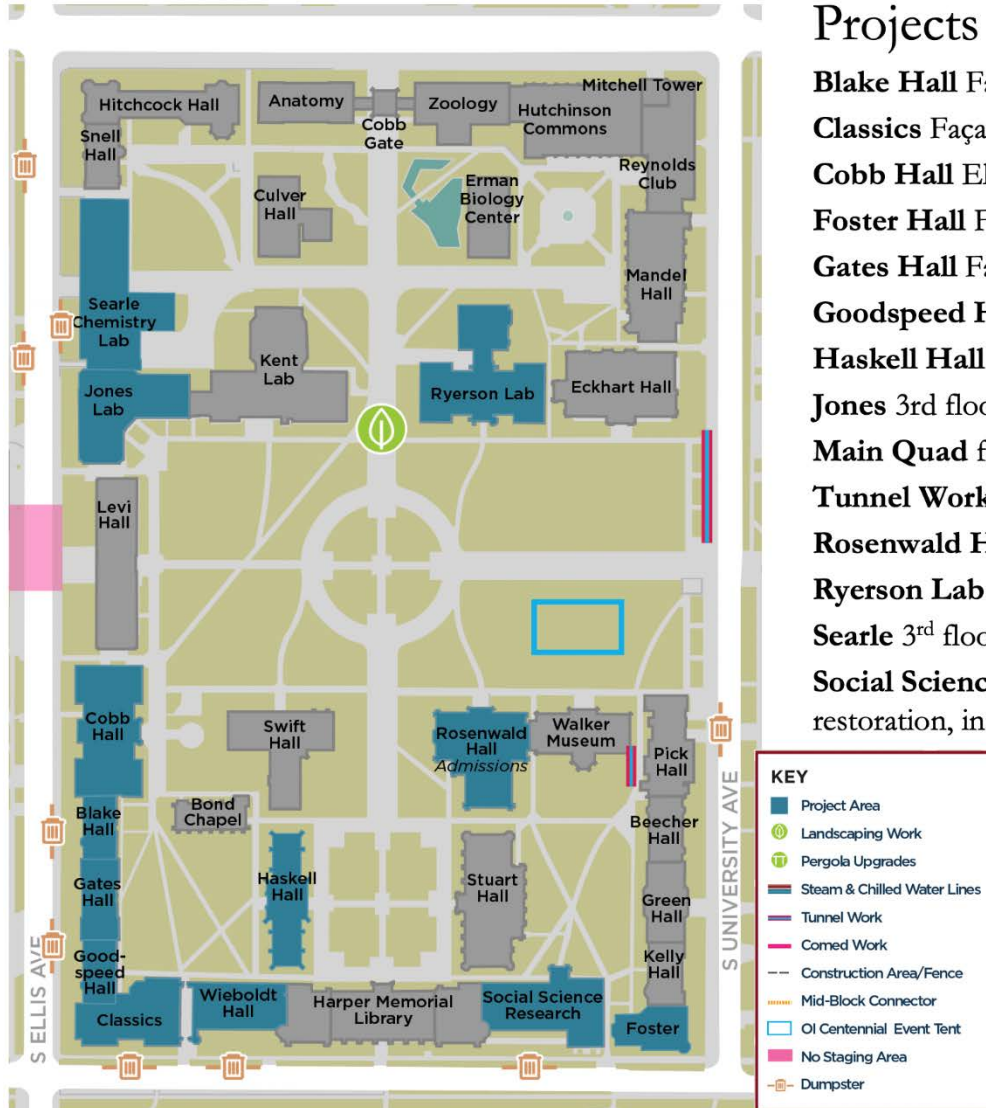 Projects
Blake Hall Fa
Classics Faça
Cobb Hall El
Foster Hall F
Gates Hall Fa
Goodspeed H
Haskell Hall
Jones 3rd floo
Main Quad f
Tunnel Work
Rosenwald H
Ryerson Lab
Searle 3rd floo
Social Scienc
restoration, in
Hitchcock Hall
Snell
Hall
Anatomy
Cobb
Gate
Zoology
Mitchell Tower
Hutchinson
Commons
Reynolds
Club
Culver
Hall
Erman
Biology
Center
Mandel
Hall
Searle
Chemistry
Lab
Kent
Lab
Ryerson Lab
Eckhart Hall
Jones
Lab
Levi
Hall
Cobb
Hall
Swift
Hall
Rosenwald
Hall
Admissions
Walker
Museum
Pick
Hall
Blake
Hall
Bond
Chapel
Beecher
Hall
Gates
Hall
Haskell
Hall
Stuart
Hall
Green
Hall
Good-
speed
Hall
Kelly
Hall
Classics
Wieboldt
Hall
Harper Memorial
Library
Social Science
Research
Foster
S ELLIS AVE
S UNIVERSITY AVE
KEY
Project Area
Landscaping Work
Pergola Upgrades
Steam & Chilled Water Lines
Tunnel Work
Comed Work
Construction Area/Fence
Mid-Block Connector
OI Centennial Event Tent
No Staging Area
Dumpster